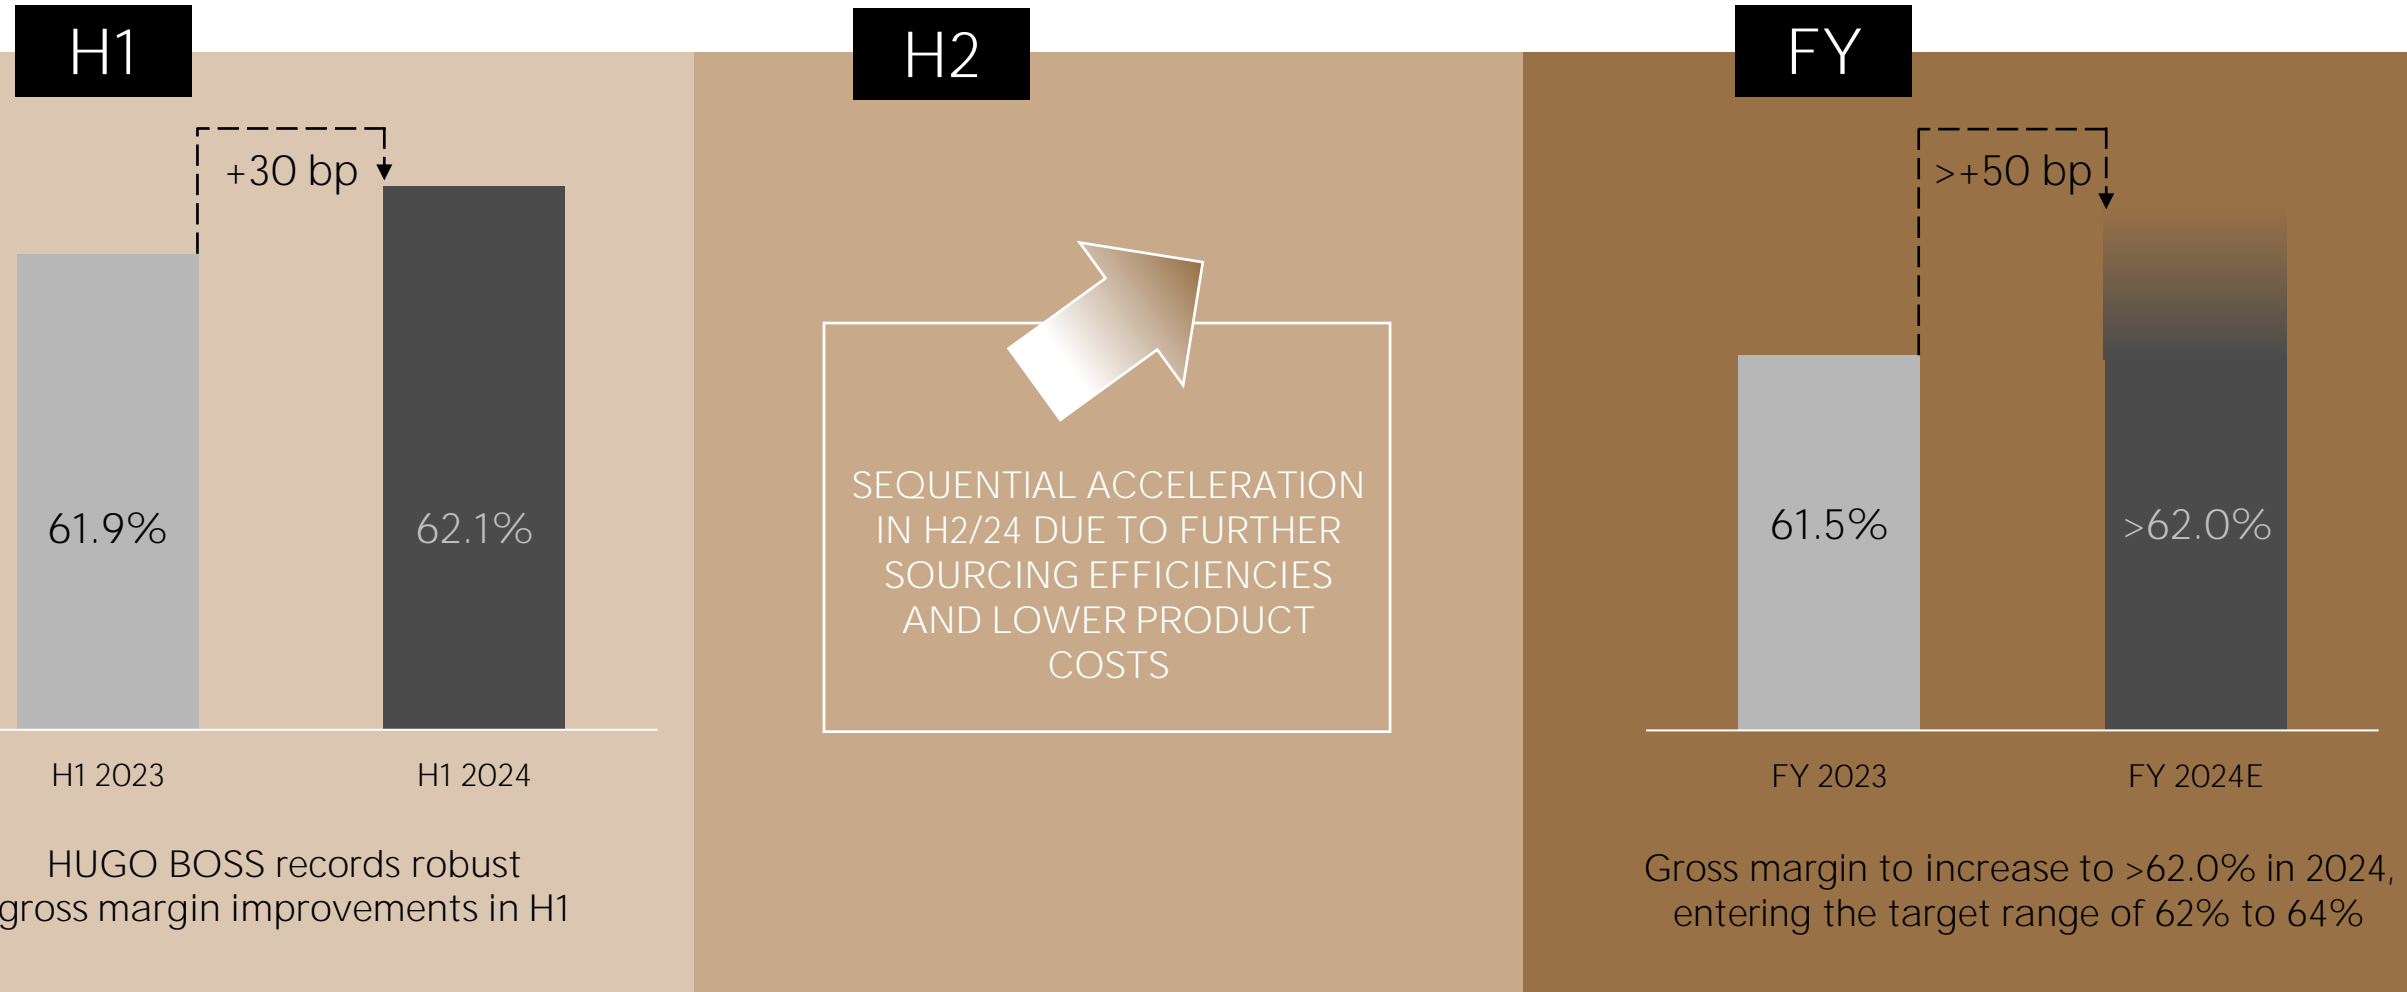 H1
+30 bp
61.9%
62.1%
H1 2023
H1 2024
HUGO BOSS records robust
gross margin improvements in H1
H2
SEQUENTIAL ACCELERATION
IN H2/24 DUE TO FURTHER
SOURCING EFFICIENCIES
AND LOWER PRODUCT
COSTS
FY
>+50 bp
61.5%
>62.0%
FY 2023
FY 2024E
Gross margin to increase to >62.0% in 2024,
entering the target range of 62% to 64%